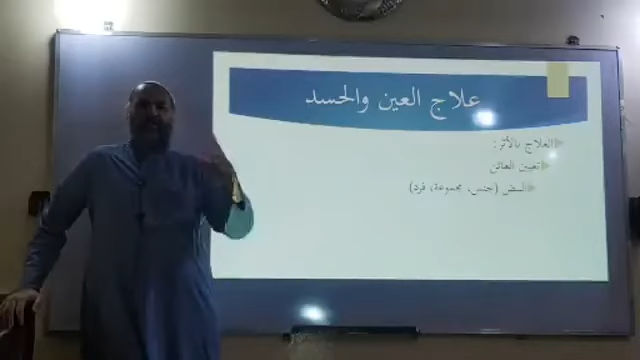 علاج العين والحسد
العلاج بالأثر:
تعيين العائن
(جنس، مجموعة، فرد)